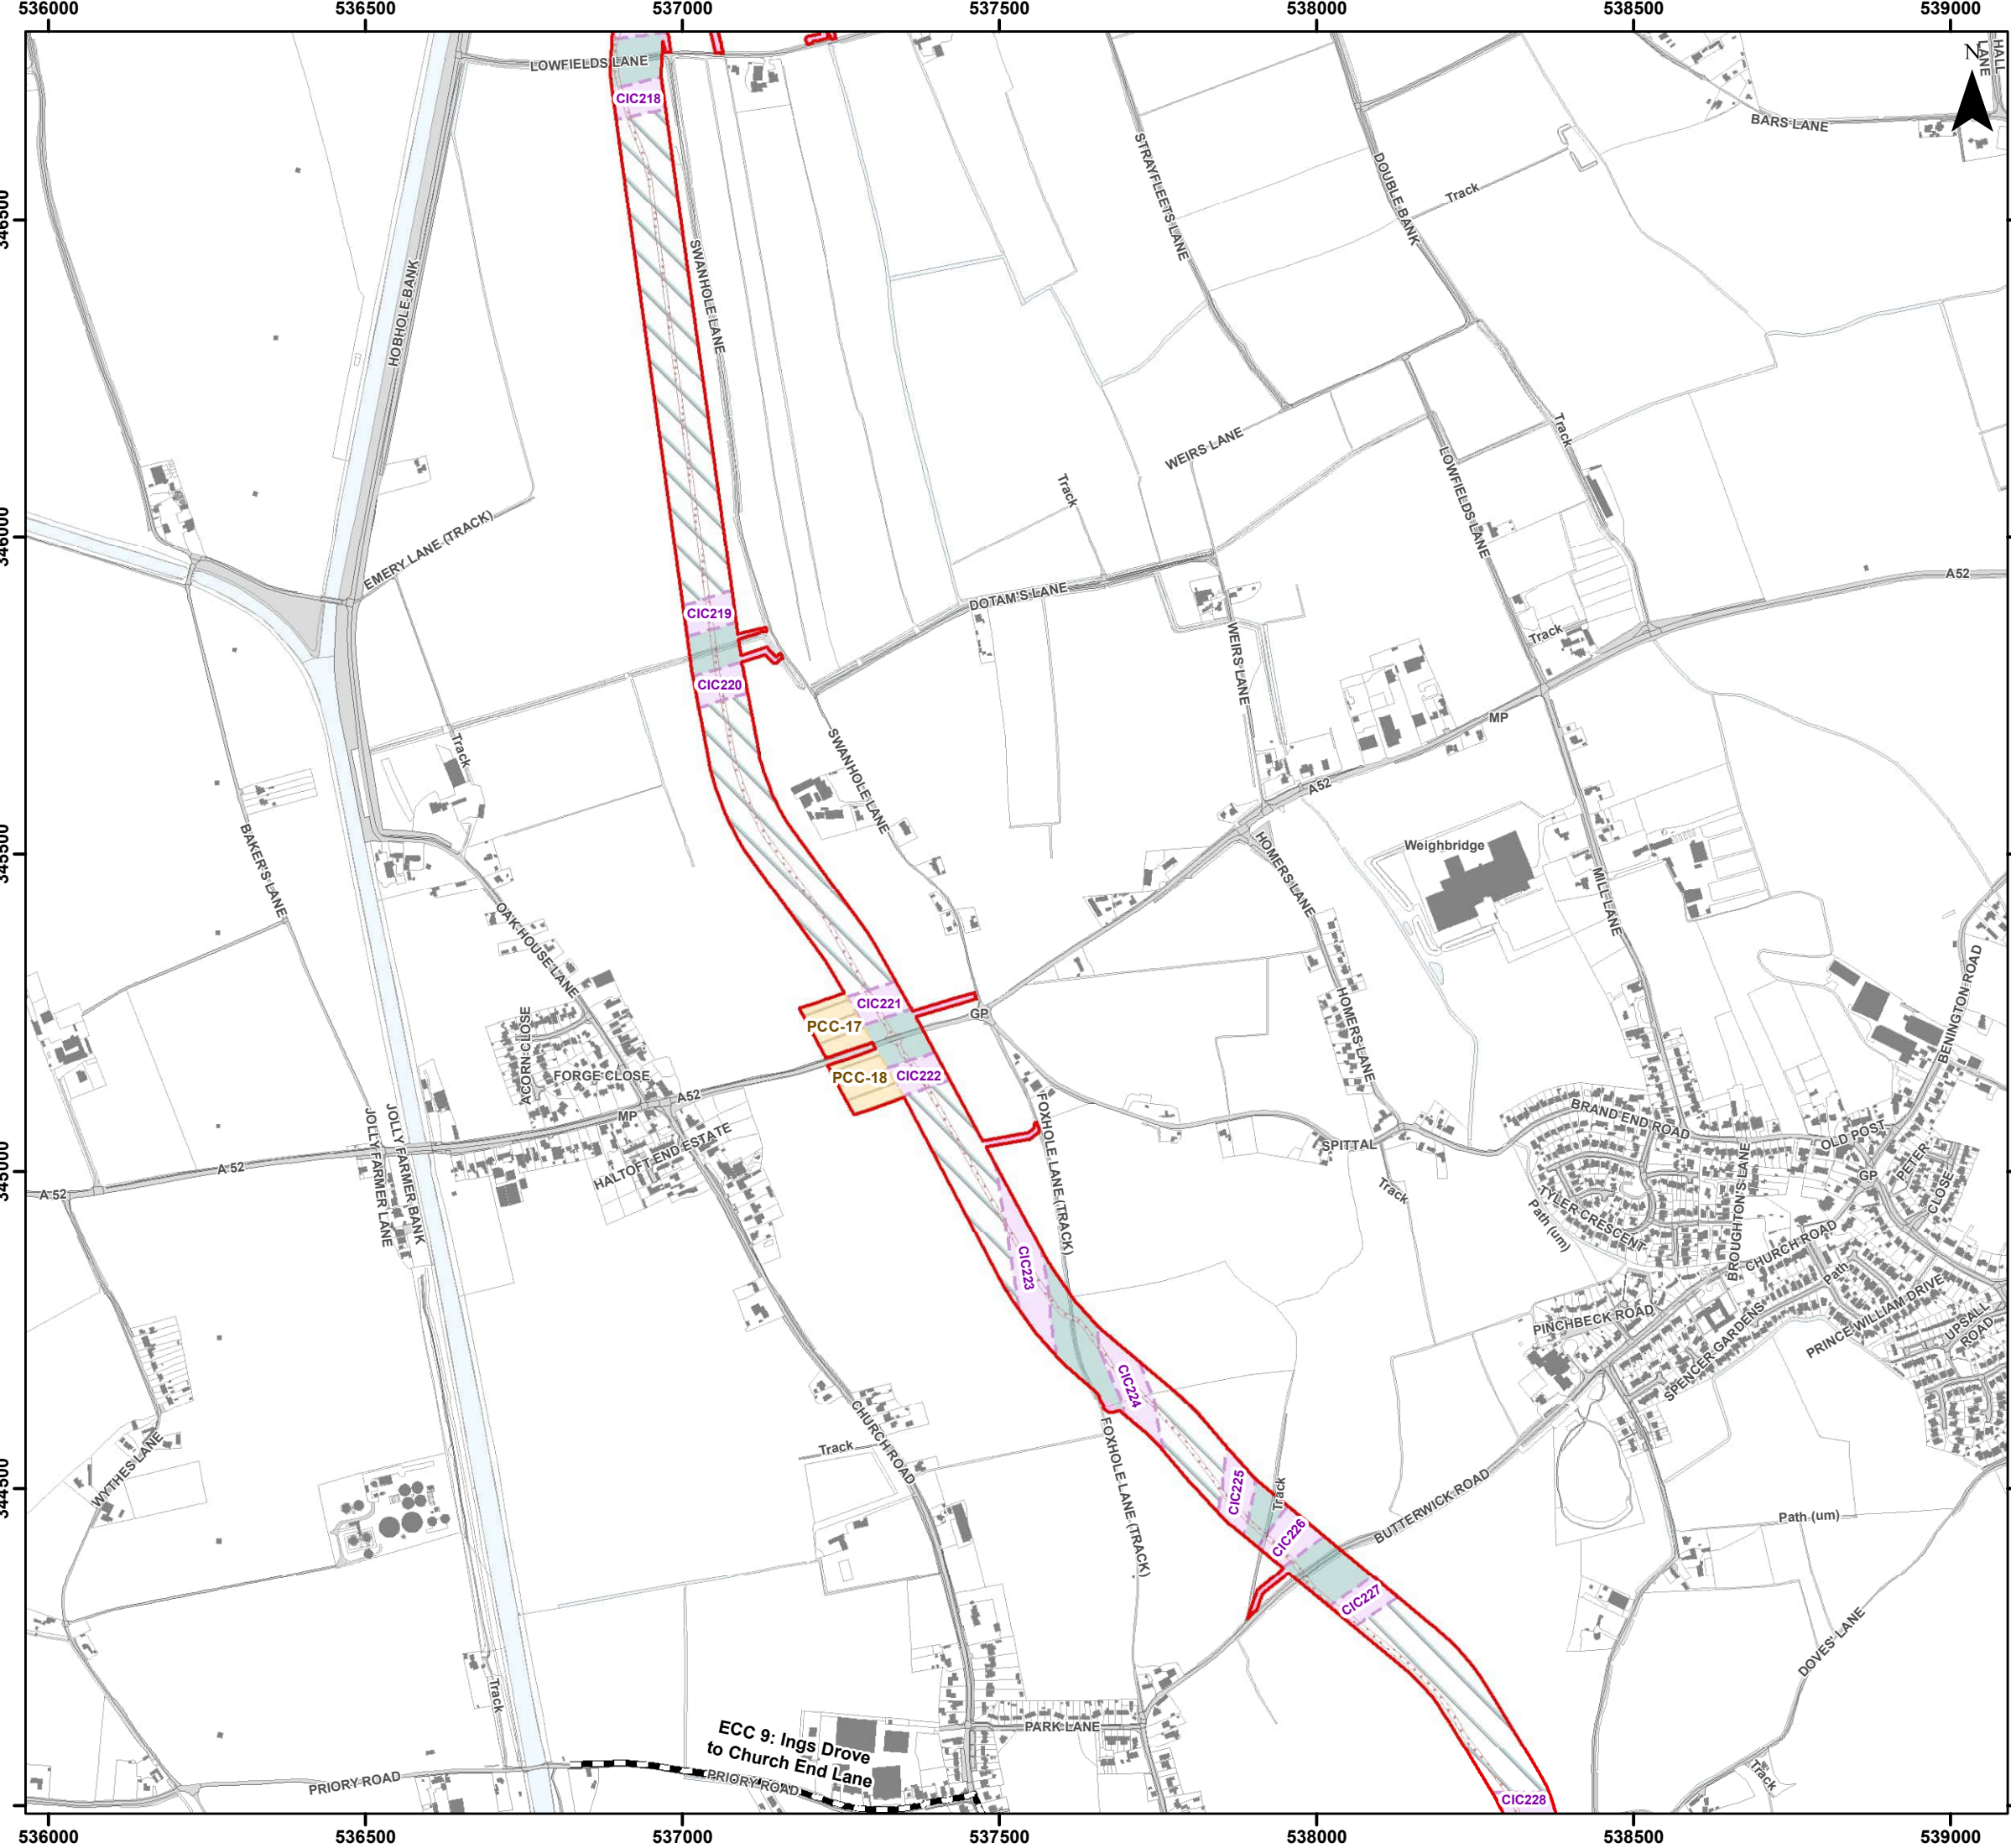 536000 536500 537000 537500 538000 538500 539000
N
HALL
LANE
LOWFIELDS LANE
CIC218
BARS LANE
STRAYFLEETS LANE
DOUBLE BANK
Track
346500
HOBHOLE BANK
SWANHOLE LANE
WEIRS LANE
Track
LOWFIELDS LANE
Track
346000
EMERY LANE (TRACK)
DOTAM'S LANE
A52
CIC219
WEIRS LANE
Track
CIC220
MP
Track
SWANHOLE LANE
A52
345500
BAKER'S LANE
HOMERS LANE
Weighbridge
MILL LANE
OAK HOUSE LANE
CIC221
PCC-17
GP
HOMERS LANE
BENINGTON ROAD
ACORN CLOSE
FORGE CLOSE
PCC-18
CIC222
MP
A52
FOXHOLE LANE (TRACK)
BRAND END ROAD
JOLLY FARMER LANE
JOLLY FARMER BANK
HALTOFT END ESTATE
SPITTAL
OLD POST
345000
A 52
A 52
Track
GP
PETER
CLOSE
TYLER CRESCENT
Path (um)
BROUGHTON'S LANE
CHURCH ROAD
Path
CIC223
PINCHBECK ROAD
SPENCER GARDENS
PRINCE WILLIAM DRIVE
UPSALL
ROAD
CIC224
CHURCH ROAD
Track
FOXHOLE LANE (TRACK)
WYTHES LANE
344500
CIC225
Track
BUTTERWICK ROAD
Path (um)
CIC226
CIC227
DOVES' LANE
Track
PARK LANE
ECC 9: Ings Drove
to Church End Lane
PRIORY ROAD
PRIORY ROAD
Track
CIC228
536000 536500 537000 537500 538000 538500 539000